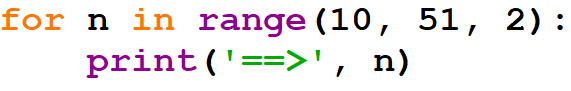 for n in range(10, 51, 2):
    print('==>', n)